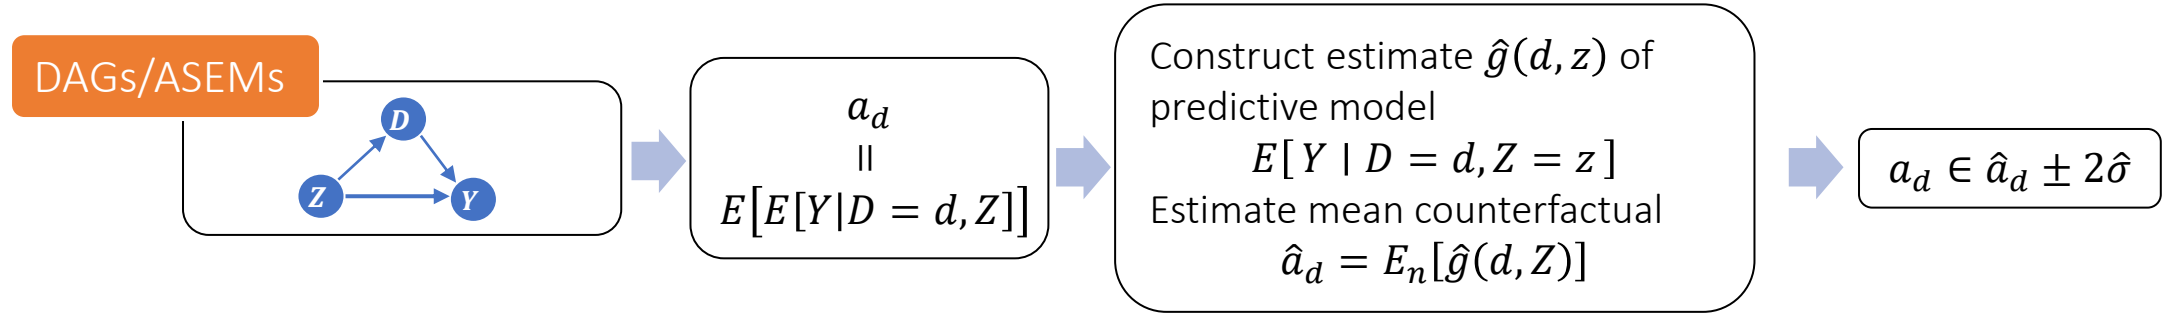 DAGs/ASEMs
D
Z
Y
a_d
=
E[E[Y|D = d, Z]]
Construct estimate ĝ(d, z) of
predictive model
E[ Y | D = d, Z = z ]
Estimate mean counterfactual
â_d = E_n[ĝ(d, Z)]
a_d ∈ â_d ± 2σ̂